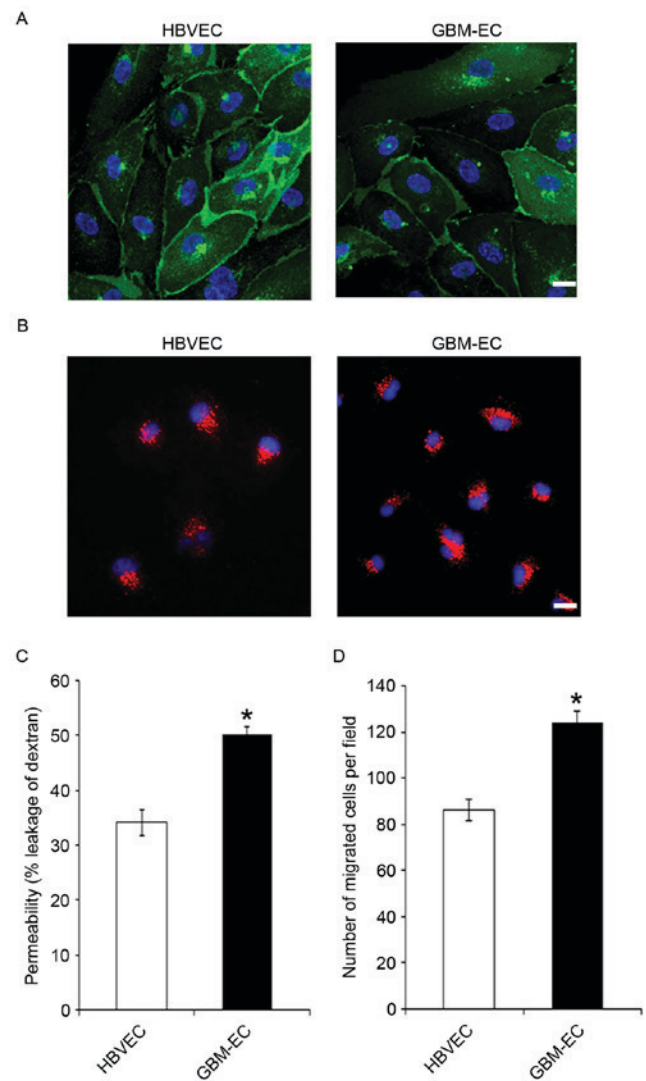 A
HBVEC
GBM-EC
B
HBVEC
GBM-EC
C
D
Permeability (% leakage of dextran)
60
50
40
30
20
10
0
*
HBVEC
GBM-EC
Number of migrated cells per field
140
120
100
80
60
40
20
0
*
HBVEC
GBM-EC